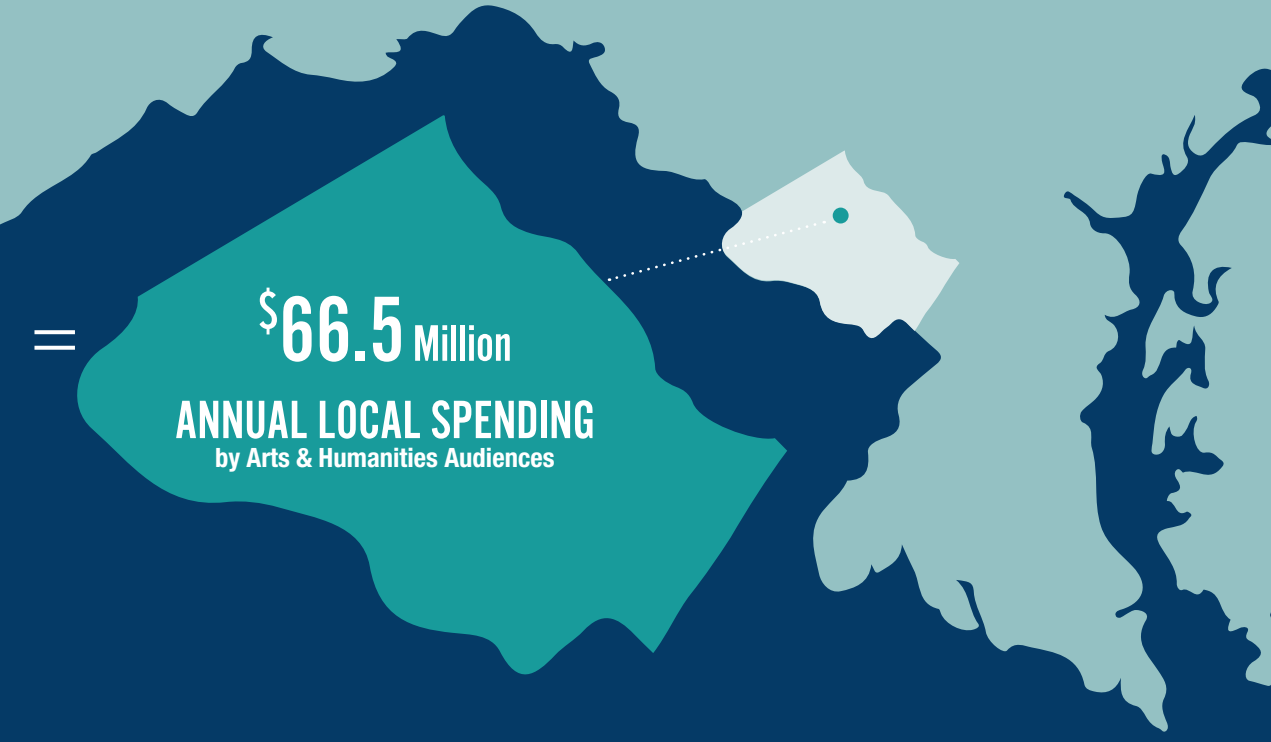 =
$66.5 Million
ANNUAL LOCAL SPENDING
by Arts & Humanities Audiences